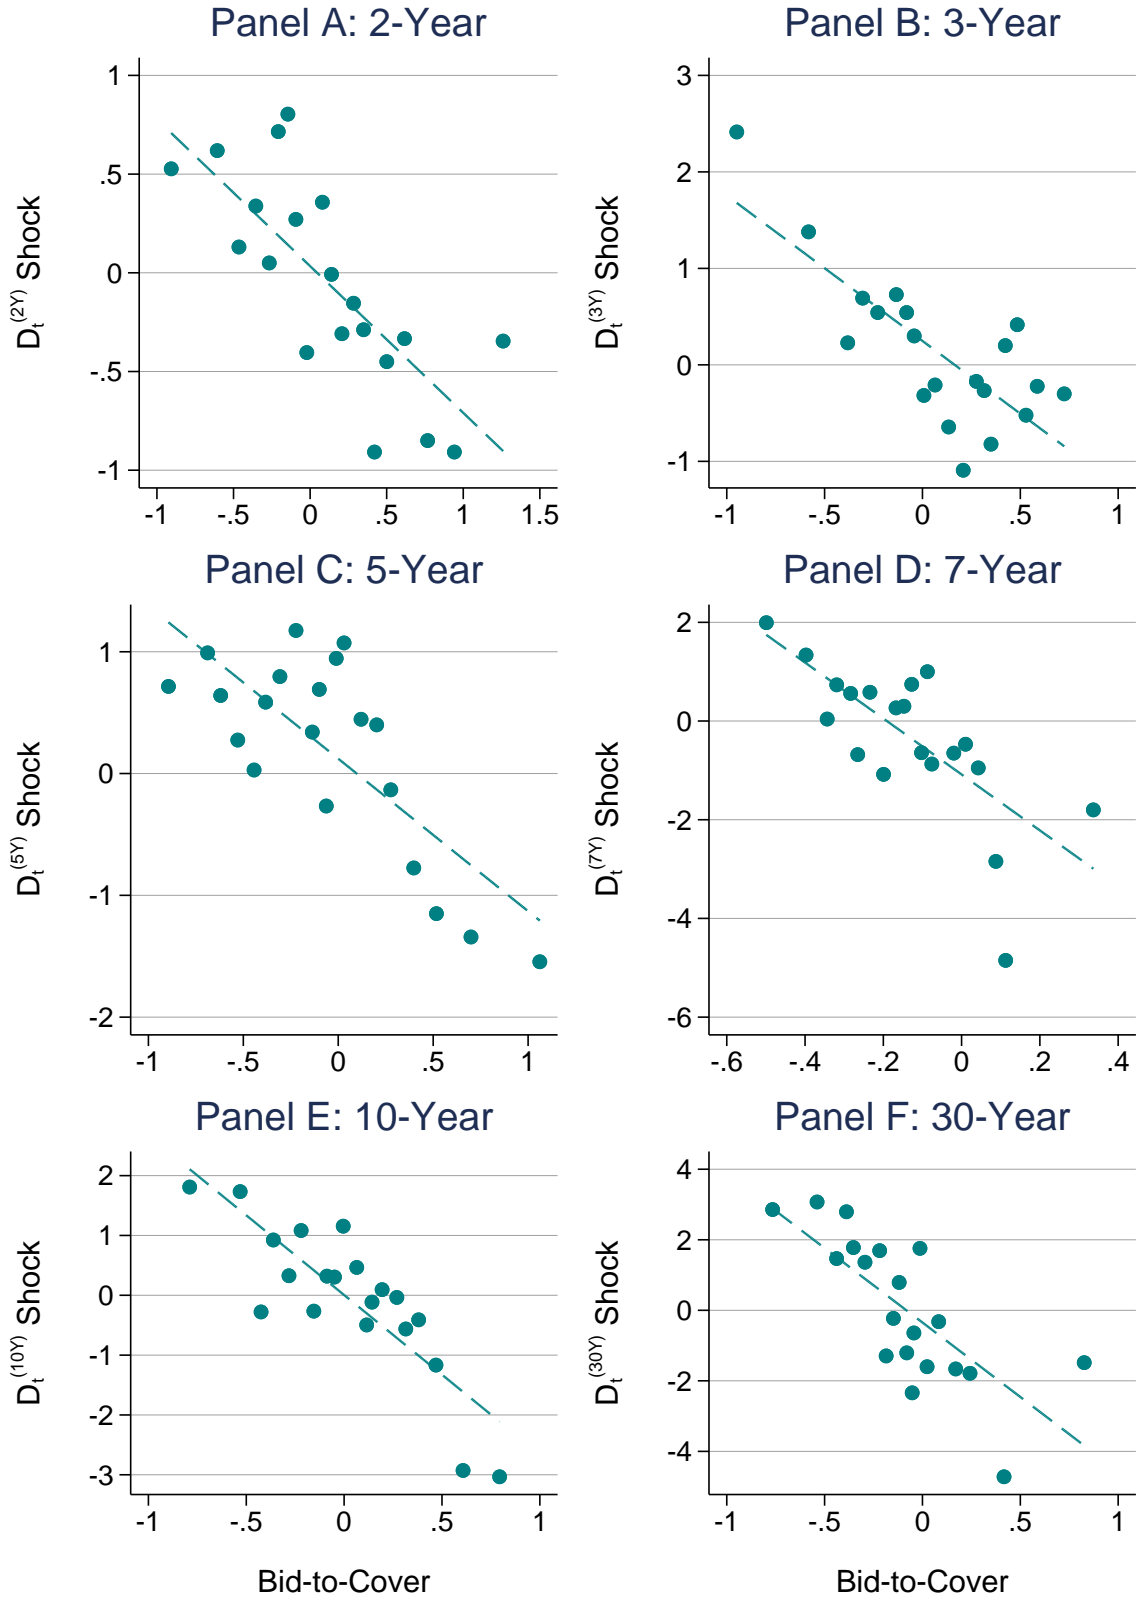 Panel A: 2-Year
Panel B: 3-Year
D_t^(2Y) Shock
1
.5
0
-.5
-1
-1 -.5 0 .5 1 1.5
D_t^(3Y) Shock
3
2
1
0
-1
-1 -.5 0 .5 1
Panel C: 5-Year
Panel D: 7-Year
D_t^(5Y) Shock
1
0
-1
-2
-1 -.5 0 .5 1
D_t^(7Y) Shock
2
0
-2
-4
-6
-.6 -.4 -.2 0 .2 .4
Panel E: 10-Year
Panel F: 30-Year
D_t^(10Y) Shock
2
1
0
-1
-2
-3
-1 -.5 0 .5 1
Bid-to-Cover
D_t^(30Y) Shock
4
2
0
-2
-4
-1 -.5 0 .5 1
Bid-to-Cover